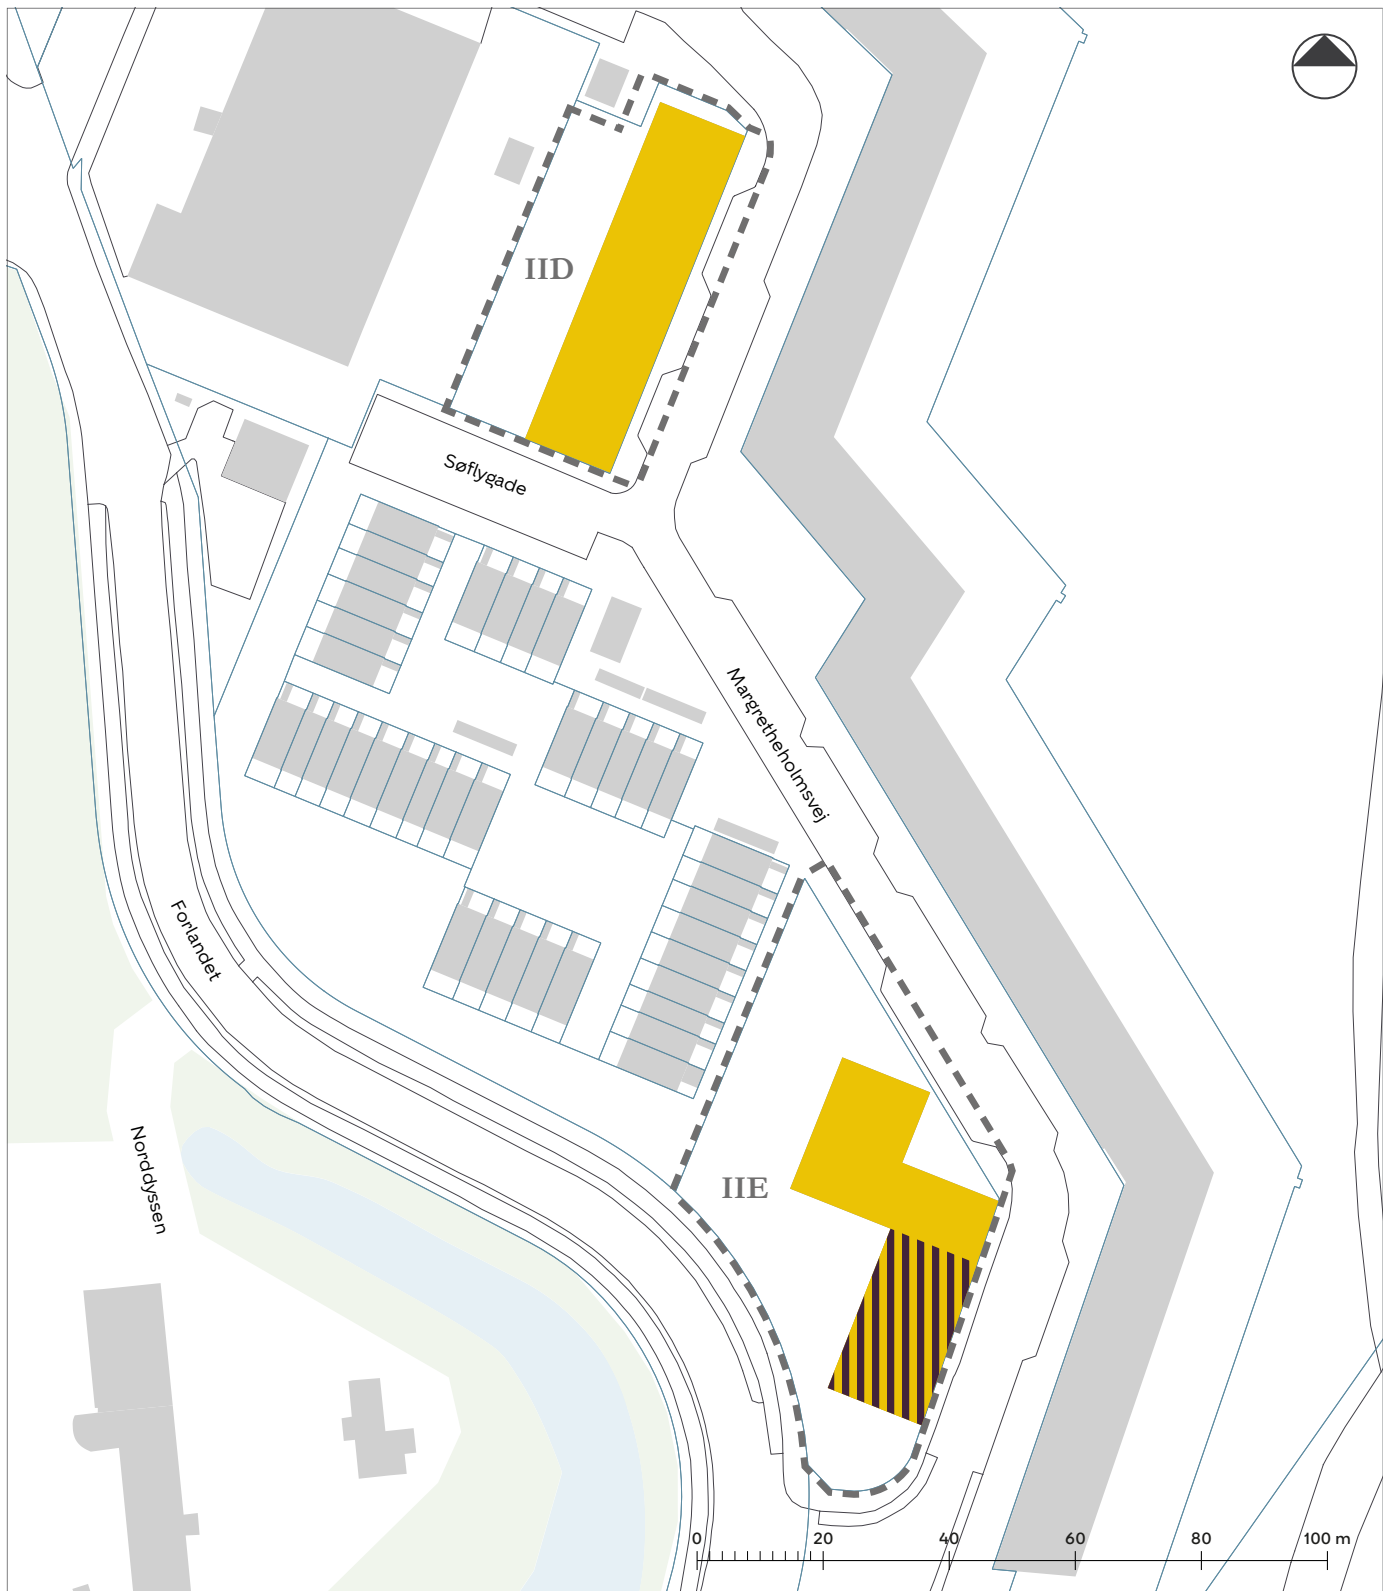 IID
Søflygade
Margretheholmsvej
Forlandet
Norddyssen
IIE
0 20 40 60 80 100 m